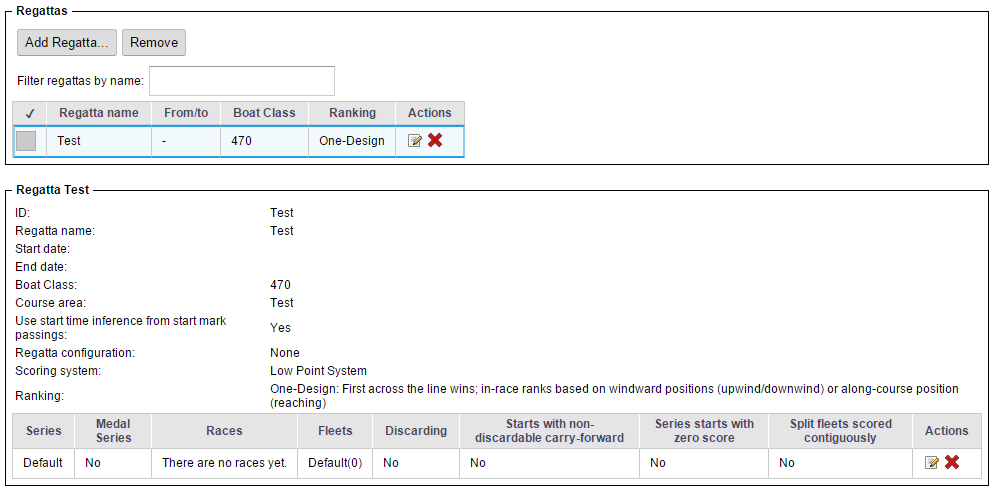 Regattas
Add Regatta... Remove
Filter regattas by name:
✓ Regatta name From/to Boat Class Ranking Actions
Test - 470 One-Design
Regatta Test
ID: Test
Regatta name: Test
Start date:
End date:
Boat Class: 470
Course area: Test
Use start time inference from start mark
passings: Yes
Regatta configuration: None
Scoring system: Low Point System
Ranking: One-Design: First across the line wins; in-race ranks based on windward positions (upwind/downwind) or along-course position
(reaching)
Series Medal Series Races Fleets Discarding Starts with non-discardable carry-forward Series starts with zero score Split fleets scored contiguously Actions
Default No There are no races yet. Default(0) No No No No